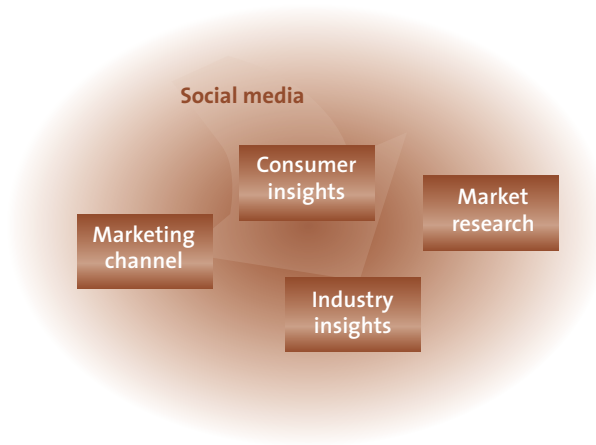 Social media
Consumer
insights
Market
research
Marketing
channel
Industry
insights